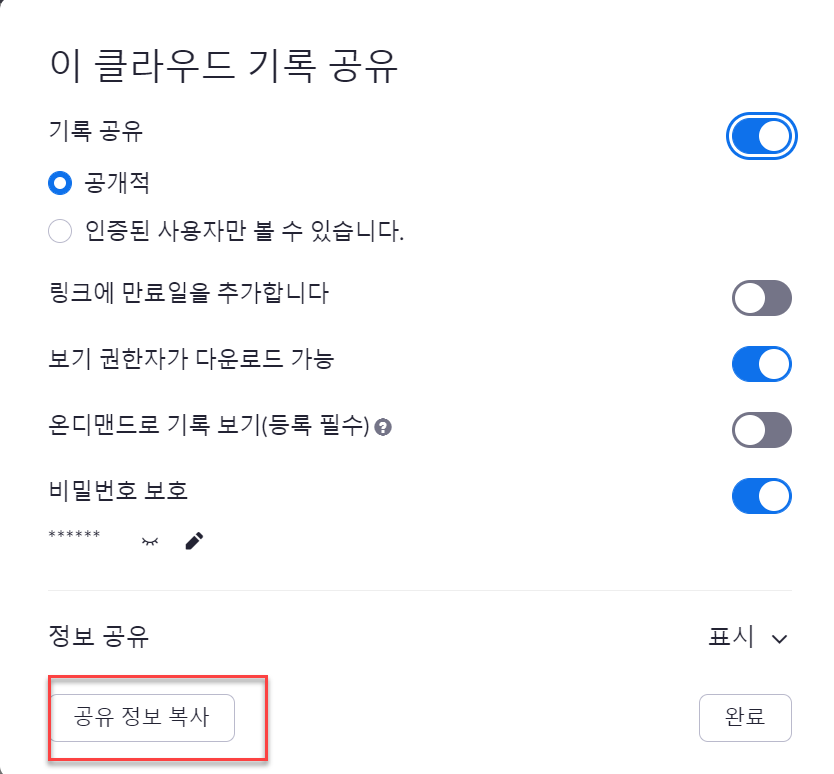 이 클라우드 기록 공유
기록 공유
공개적
인증된 사용자만 볼 수 있습니다.
링크에 만료일을 추가합니다
보기 권한자가 다운로드 가능
온디맨드로 기록 보기(등록 필수) ?
비밀번호 보호
******
정보 공유 표시
공유 정보 복사 완료